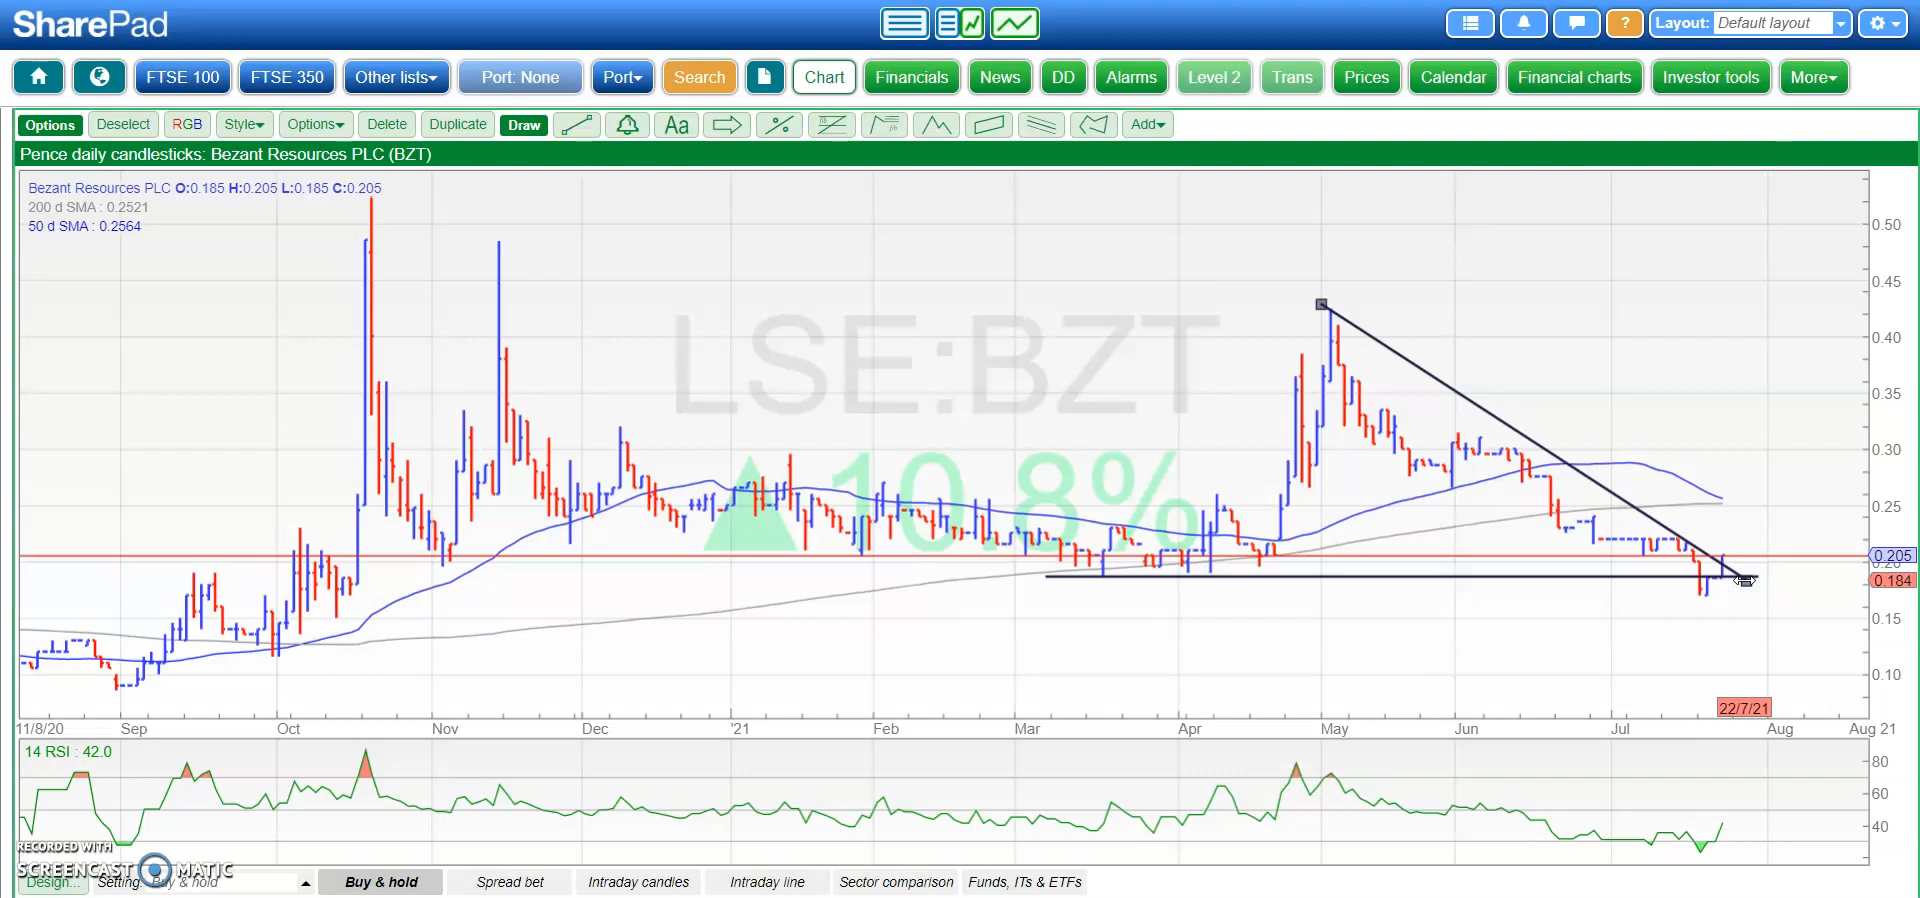 SharePad
Layout: Default layout
FTSE 100 FTSE 350 Other lists Port: None Port Search Chart Financials News DD Alarms Level 2 Trans Prices Calendar Financial charts Investor tools More
Options Deselect RGB Style Options Delete Duplicate Draw Aa Add
Pence daily candlesticks: Bezant Resources PLC (BZT)
Bezant Resources PLC O:0.185 H:0.205 L:0.185 C:0.205
200 d SMA : 0.2521
50 d SMA : 0.2564
LSE:BZT
10.8%
0.50
0.45
0.40
0.35
0.30
0.25
0.205
0.20
0.184
0.15
0.10
22/7/21
11/8/20 Sep Oct Nov Dec '21 Feb Mar Apr May Jun Jul Aug Aug 21
14 RSI : 42.0
80
60
40
RECORDED WITH
SCREENCAST MATIC
Design... Setting: Buy & hold Buy & hold Spread bet Intraday candles Intraday line Sector comparison Funds, ITs & ETFs